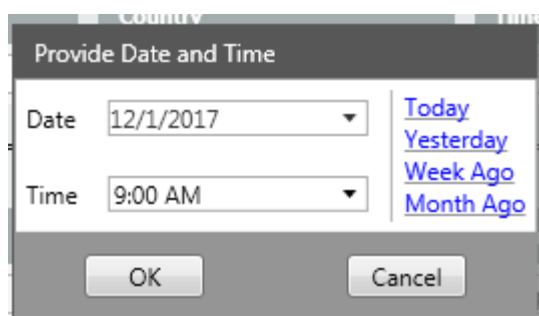 Country
Provide Date and Time
Date 12/1/2017
Time 9:00 AM
Today
Yesterday
Week Ago
Month Ago
OK Cancel